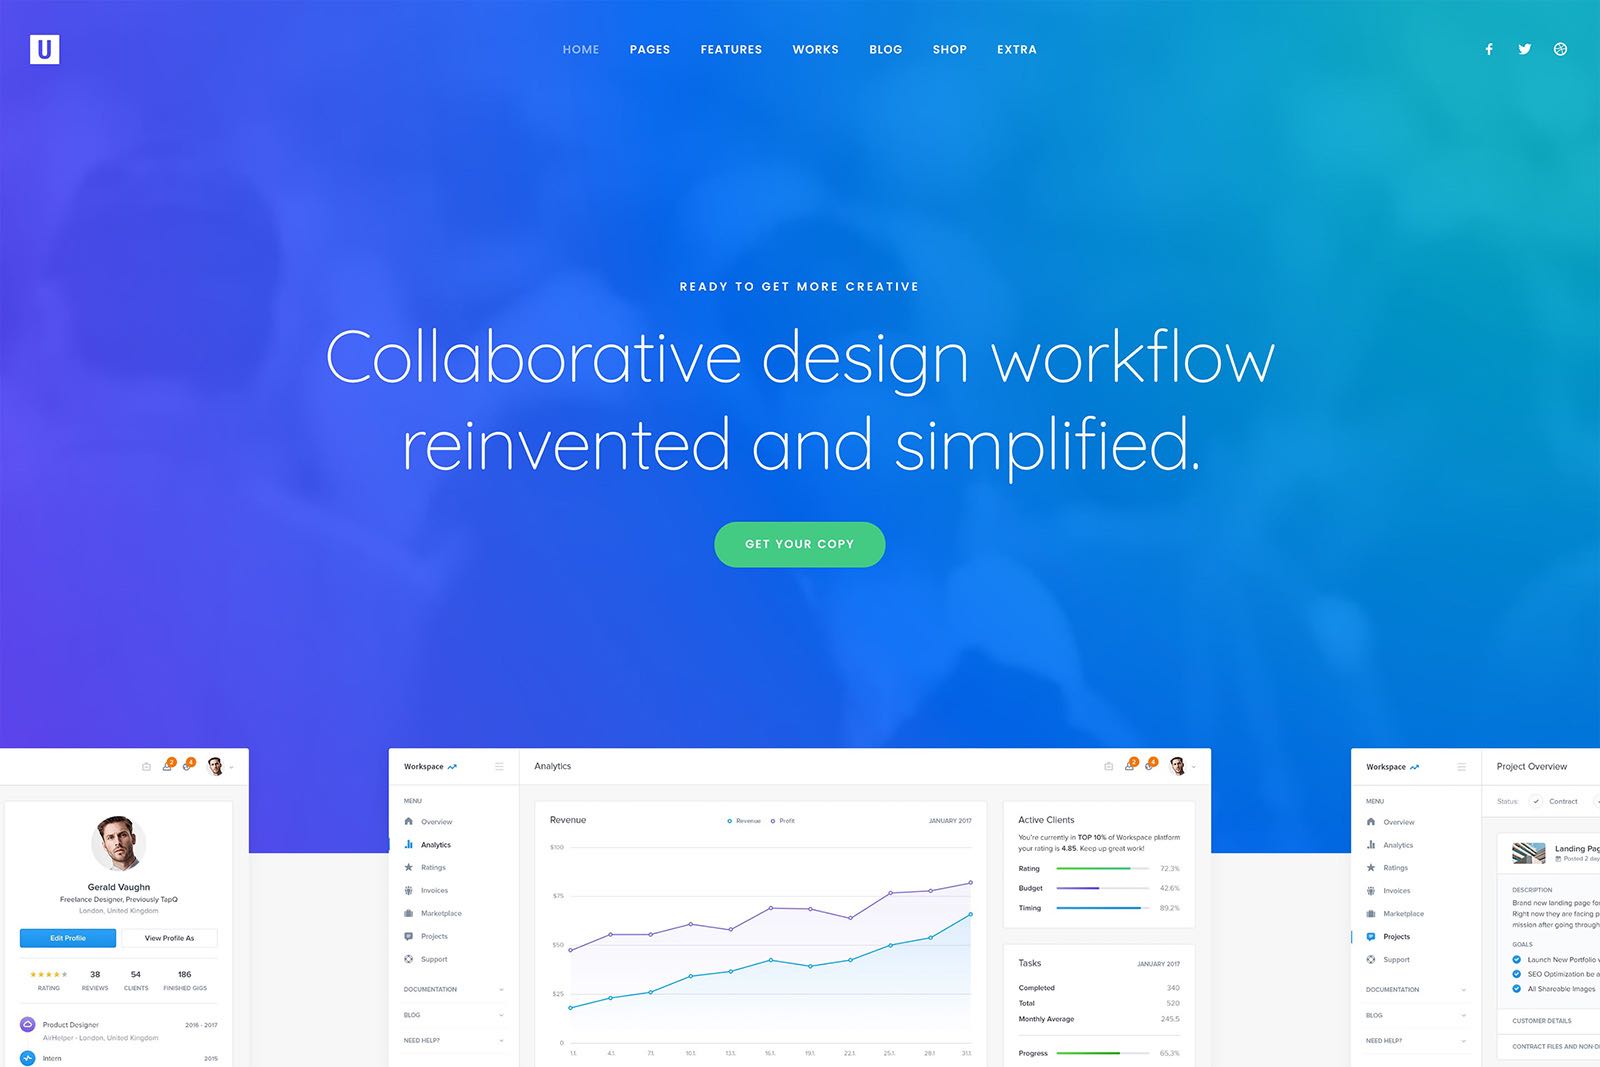 U
HOME PAGES FEATURES WORKS BLOG SHOP EXTRA
READY TO GET MORE CREATIVE
Collaborative design workflow
reinvented and simplified.
GET YOUR COPY
2 4
Gerald Vaughn
Freelance Designer, Previously TapQ
London, United Kingdom
Edit Profile View Profile As
38 54 186
RATING REVIEWS CLIENTS FINISHED GIGS
Product Designer 2016 - 2017
AirHelper - London, United Kingdom
Intern 2015
Workspace
MENU
Overview
Analytics
Ratings
Invoices
Marketplace
Projects
Support
DOCUMENTATION
BLOG
NEED HELP?
Analytics
2 4
Revenue
Revenue Profit
JANUARY 2017
$100
$75
$50
$25
0
1.1. 4.1. 7.1. 10.1. 13.1. 16.1. 19.1. 22.1. 25.1. 28.1. 31.1.
Active Clients
You're currently in TOP 10% of Workspace platform
your rating is 4.85. Keep up great work!
Rating 72.3%
Budget 42.6%
Timing 89,2%
Tasks JANUARY 2017
Completed 340
Total 520
Monthly Average 245.5
Progress 65,3%
Workspace
MENU
Overview
Analytics
Ratings
Invoices
Marketplace
Projects
Support
DOCUMENTATION
BLOG
NEED HELP?
Project Overview
Status: Contract
Landing Pag
Posted 2 day
DESCRIPTION
Brand new landing page fo
Right now they are facing p
mission after going through
GOALS
Launch New Portfolio
SEO Optimization be a
All Shareable Images
CUSTOMER DETAILS
CONTRACT FILES AND NON-D